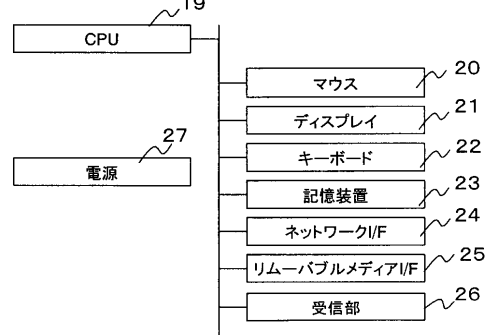 19
CPU
20
マウス
21
ディスプレイ
27
22
キーボード
電源
23
記憶装置
24
ネットワークI/F
25
リムーバブルメディアI/F
26
受信部